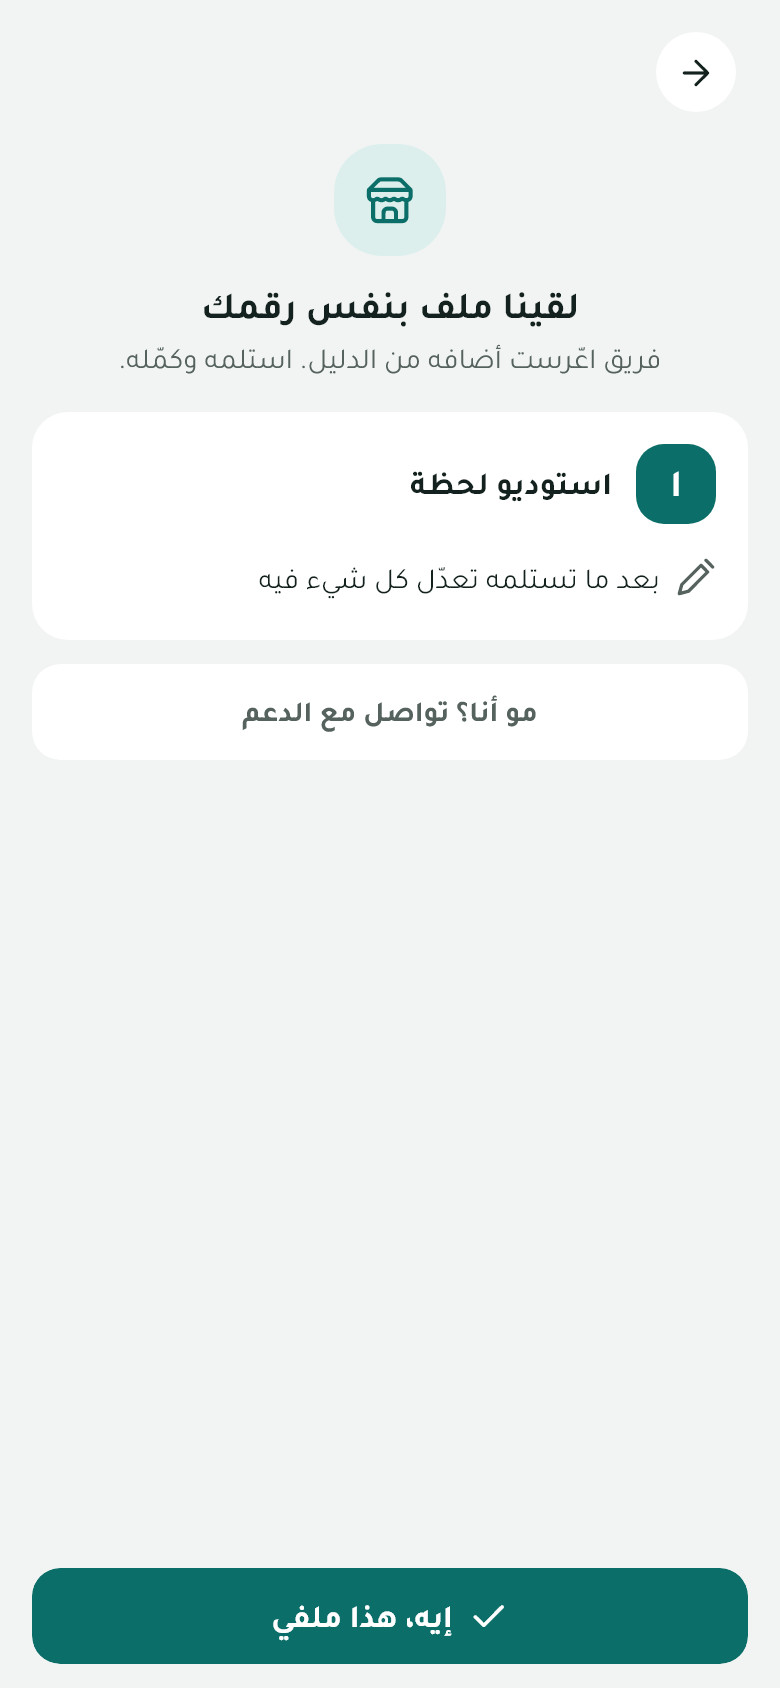 لقينا ملف بنفس رقمك
فريق اعّرست أضافه من الدليل. استلمه وكمّله.
ا
استوديو لحظة
بعد ما تستلمه تعدّل كل شيء فيه
مو أنا؟ تواصل مع الدعم
إيه، هذا ملفي